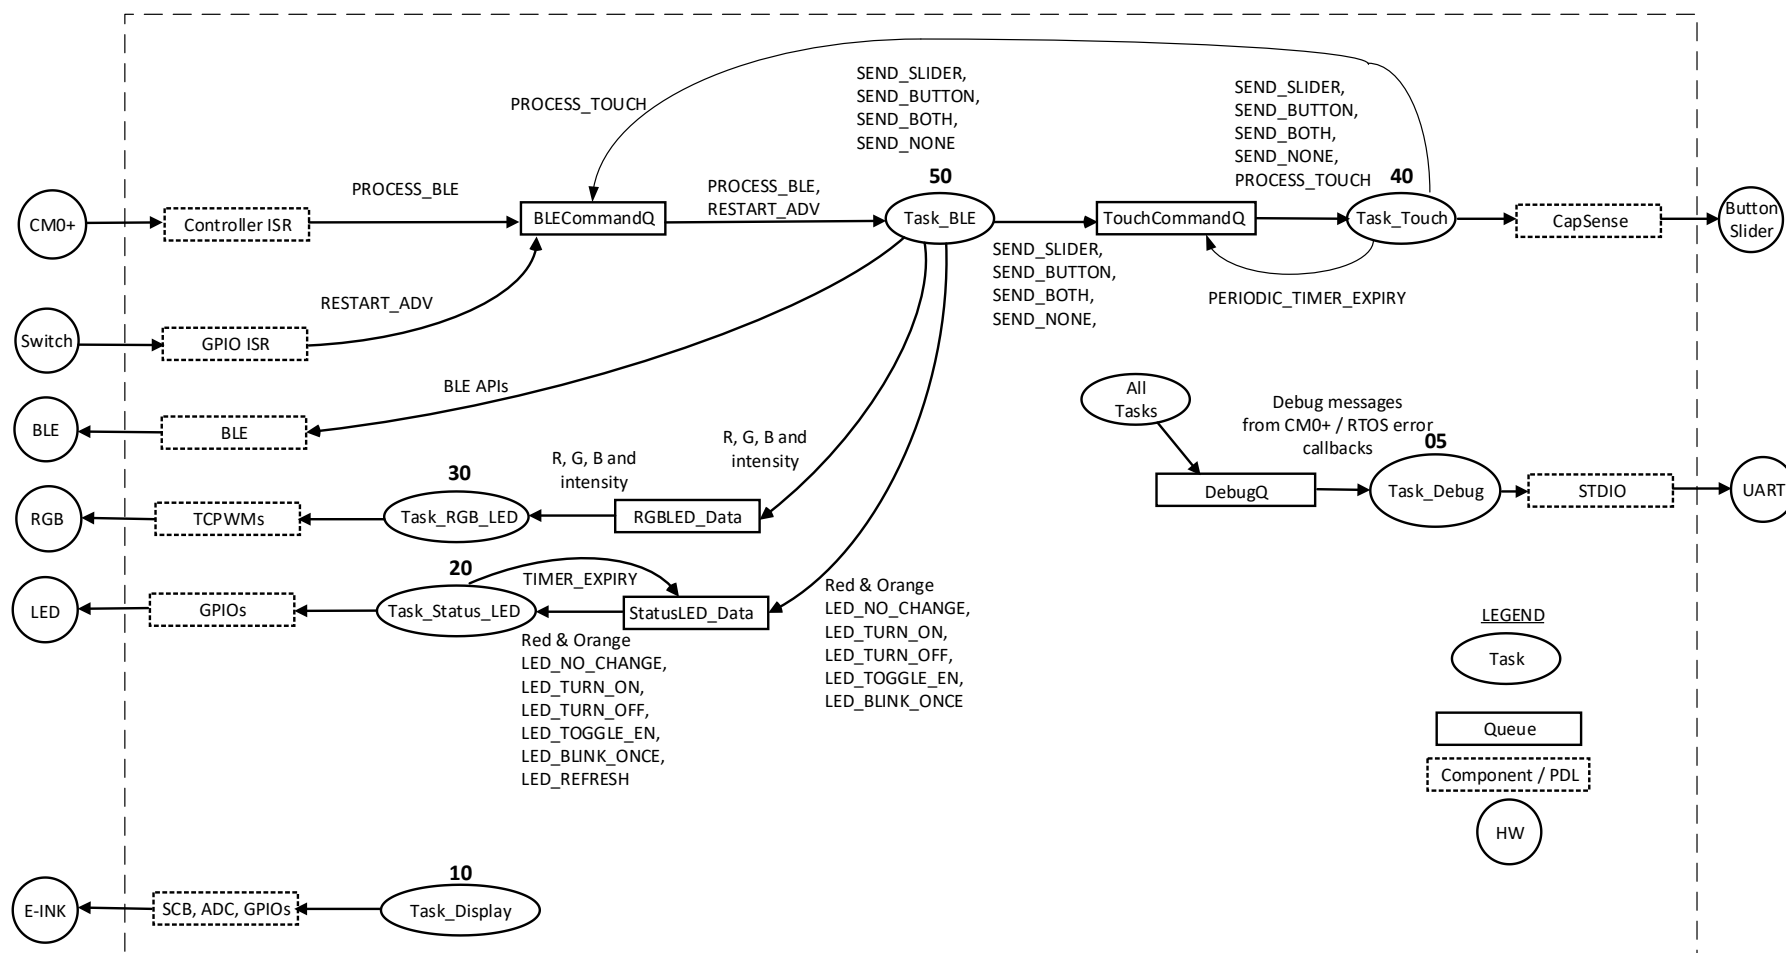 SEND_SLIDER,
SEND_BUTTON,
SEND_BOTH,
SEND_NONE
SEND_SLIDER,
SEND_BUTTON,
SEND_BOTH,
SEND_NONE,
PROCESS_TOUCH
PROCESS_TOUCH
PROCESS_BLE
PROCESS_BLE,
RESTART_ADV
50
40
CM0+
Controller ISR
BLECommandQ
Task_BLE
TouchCommandQ
Task_Touch
CapSense
Button
Slider
SEND_SLIDER,
SEND_BUTTON,
SEND_BOTH,
SEND_NONE,
PERIODIC_TIMER_EXPIRY
RESTART_ADV
Switch
GPIO ISR
BLE APIs
BLE
BLE
All
Tasks
Debug messages
from CM0+ / RTOS error
callbacks
05
DebugQ
Task_Debug
STDIO
UART
R, G, B and
intensity
R, G, B and
intensity
30
RGB
TCPWMs
Task_RGB_LED
RGBLED_Data
20
TIMER_EXPIRY
LED
GPIOs
Task_Status_LED
StatusLED_Data
Red & Orange
LED_NO_CHANGE,
LED_TURN_ON,
LED_TURN_OFF,
LED_TOGGLE_EN,
LED_BLINK_ONCE
Red & Orange
LED_NO_CHANGE,
LED_TURN_ON,
LED_TURN_OFF,
LED_TOGGLE_EN,
LED_BLINK_ONCE,
LED_REFRESH
LEGEND
Task
Queue
Component / PDL
HW
10
E-INK
SCB, ADC, GPIOs
Task_Display